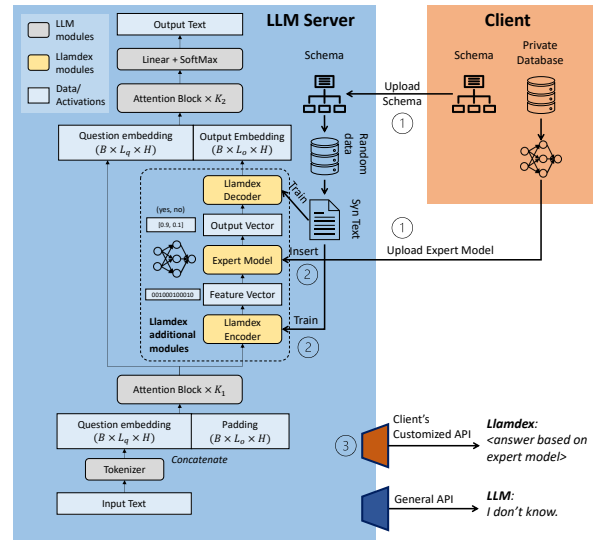 LLM Server
Client
LLM
modules
Llamdex
modules
Data/
Activations
Output Text
Linear + SoftMax
Attention Block × K₂
Question embedding
(B × L_q × H)
Output Embedding
(B × L_o × H)
Llamdex
Decoder
(yes, no)
[0.9, 0.1]
Output Vector
Expert Model
001000100010
Feature Vector
Llamdex
additional
modules
Llamdex
Encoder
Attention Block × K₁
Question embedding
(B × L_q × H)
Padding
(B × L_o × H)
Concatenate
Tokenizer
Input Text
Schema
Random
data
Train
Syn Text
Insert
②
Train
②
Upload
Schema
①
Schema
Private
Database
①
Upload Expert Model
③
Client's
Customized API
Llamdex:
<answer based on
expert model>
General API
LLM:
I don't know.